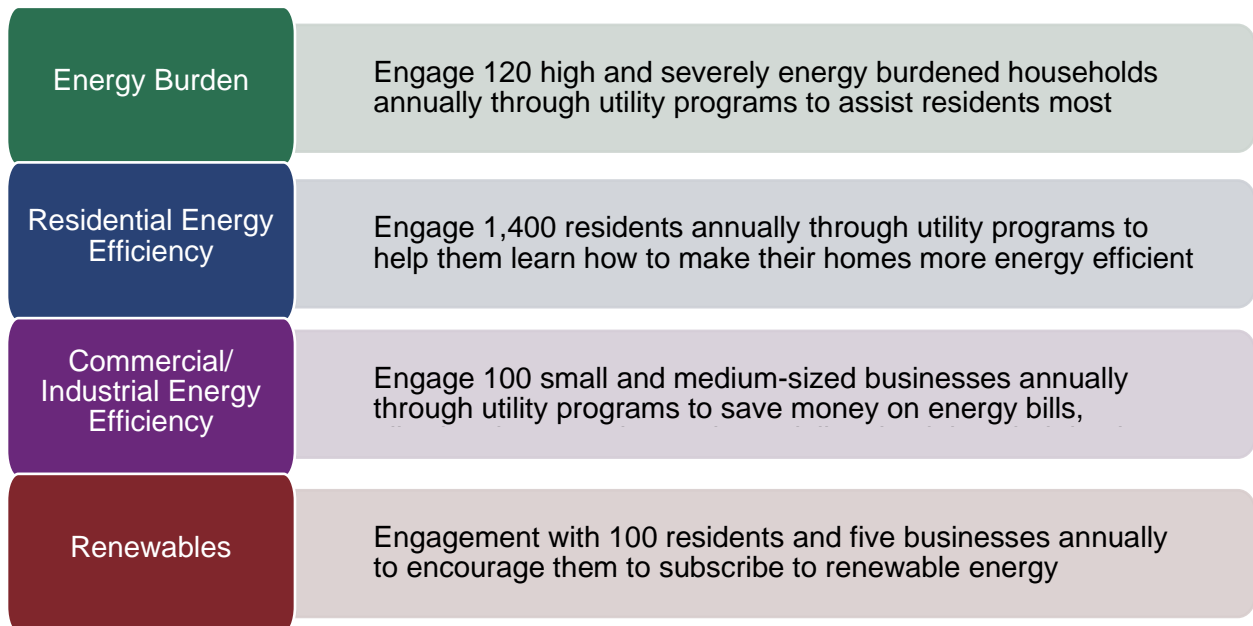 Energy Burden
Engage 120 high and severely energy burdened households
annually through utility programs to assist residents most
Residential Energy
Efficiency
Engage 1,400 residents annually through utility programs to
help them learn how to make their homes more energy efficient
Commercial/
Industrial Energy
Efficiency
Engage 100 small and medium-sized businesses annually
through utility programs to save money on energy bills,
Renewables
Engagement with 100 residents and five businesses annually
to encourage them to subscribe to renewable energy